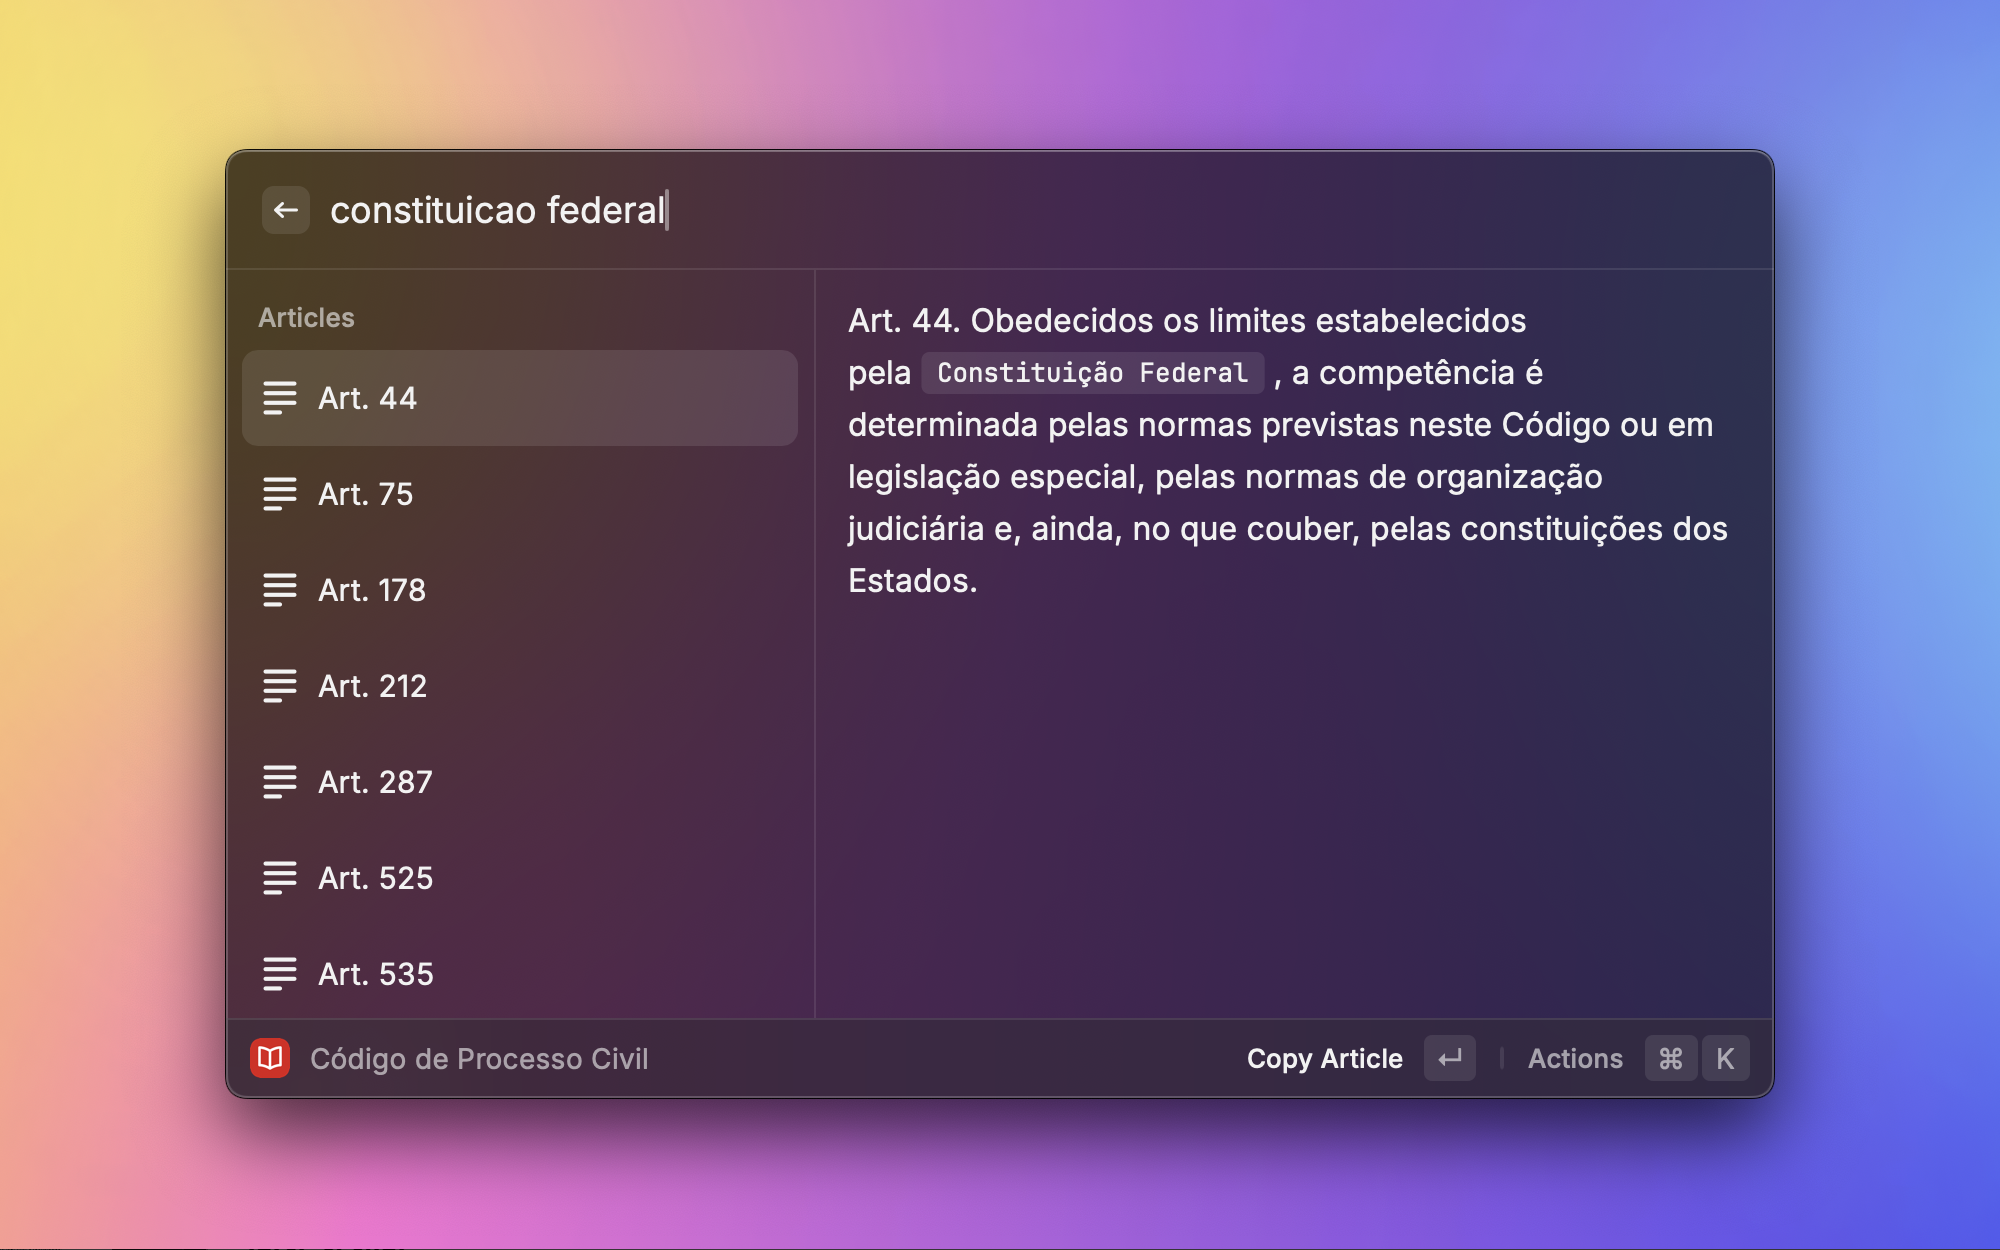 constituicao federal
Articles
Art. 44
Art. 75
Art. 178
Art. 212
Art. 287
Art. 525
Art. 535
Art. 44. Obedecidos os limites estabelecidos
pela Constituição Federal , a competência é
determinada pelas normas previstas neste Código ou em
legislação especial, pelas normas de organização
judiciária e, ainda, no que couber, pelas constituições dos
Estados.
Código de Processo Civil
Copy Article ↵ | Actions ⌘ K